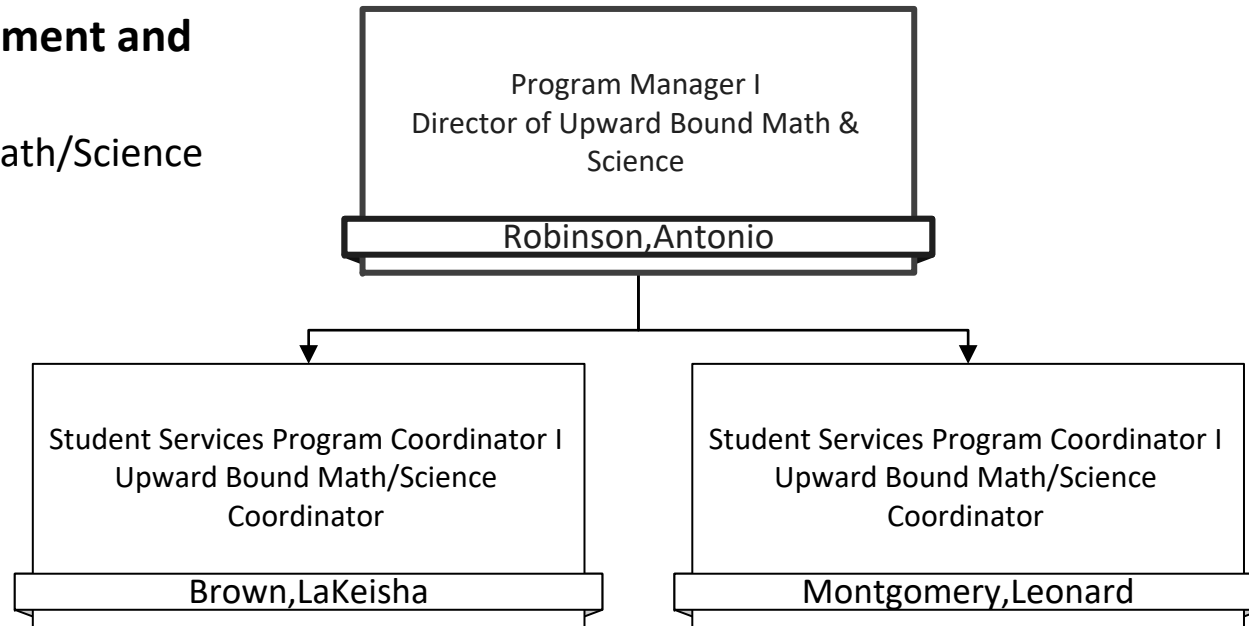 ment and
ath/Science
Program Manager I
Director of Upward Bound Math &
Science
Robinson,Antonio
Student Services Program Coordinator I
Upward Bound Math/Science
Coordinator
Brown,LaKeisha
Student Services Program Coordinator I
Upward Bound Math/Science
Coordinator
Montgomery,Leonard